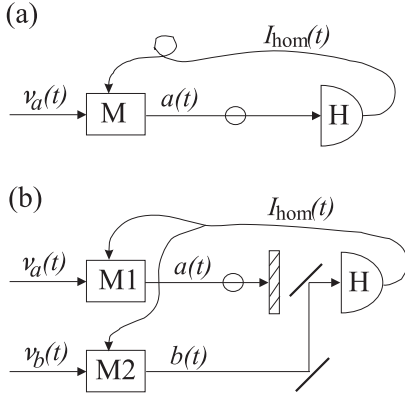 (a)
I_hom(t)
ν_a(t) M a(t) H
(b)
I_hom(t)
ν_a(t) M1 a(t) H
ν_b(t) M2 b(t)